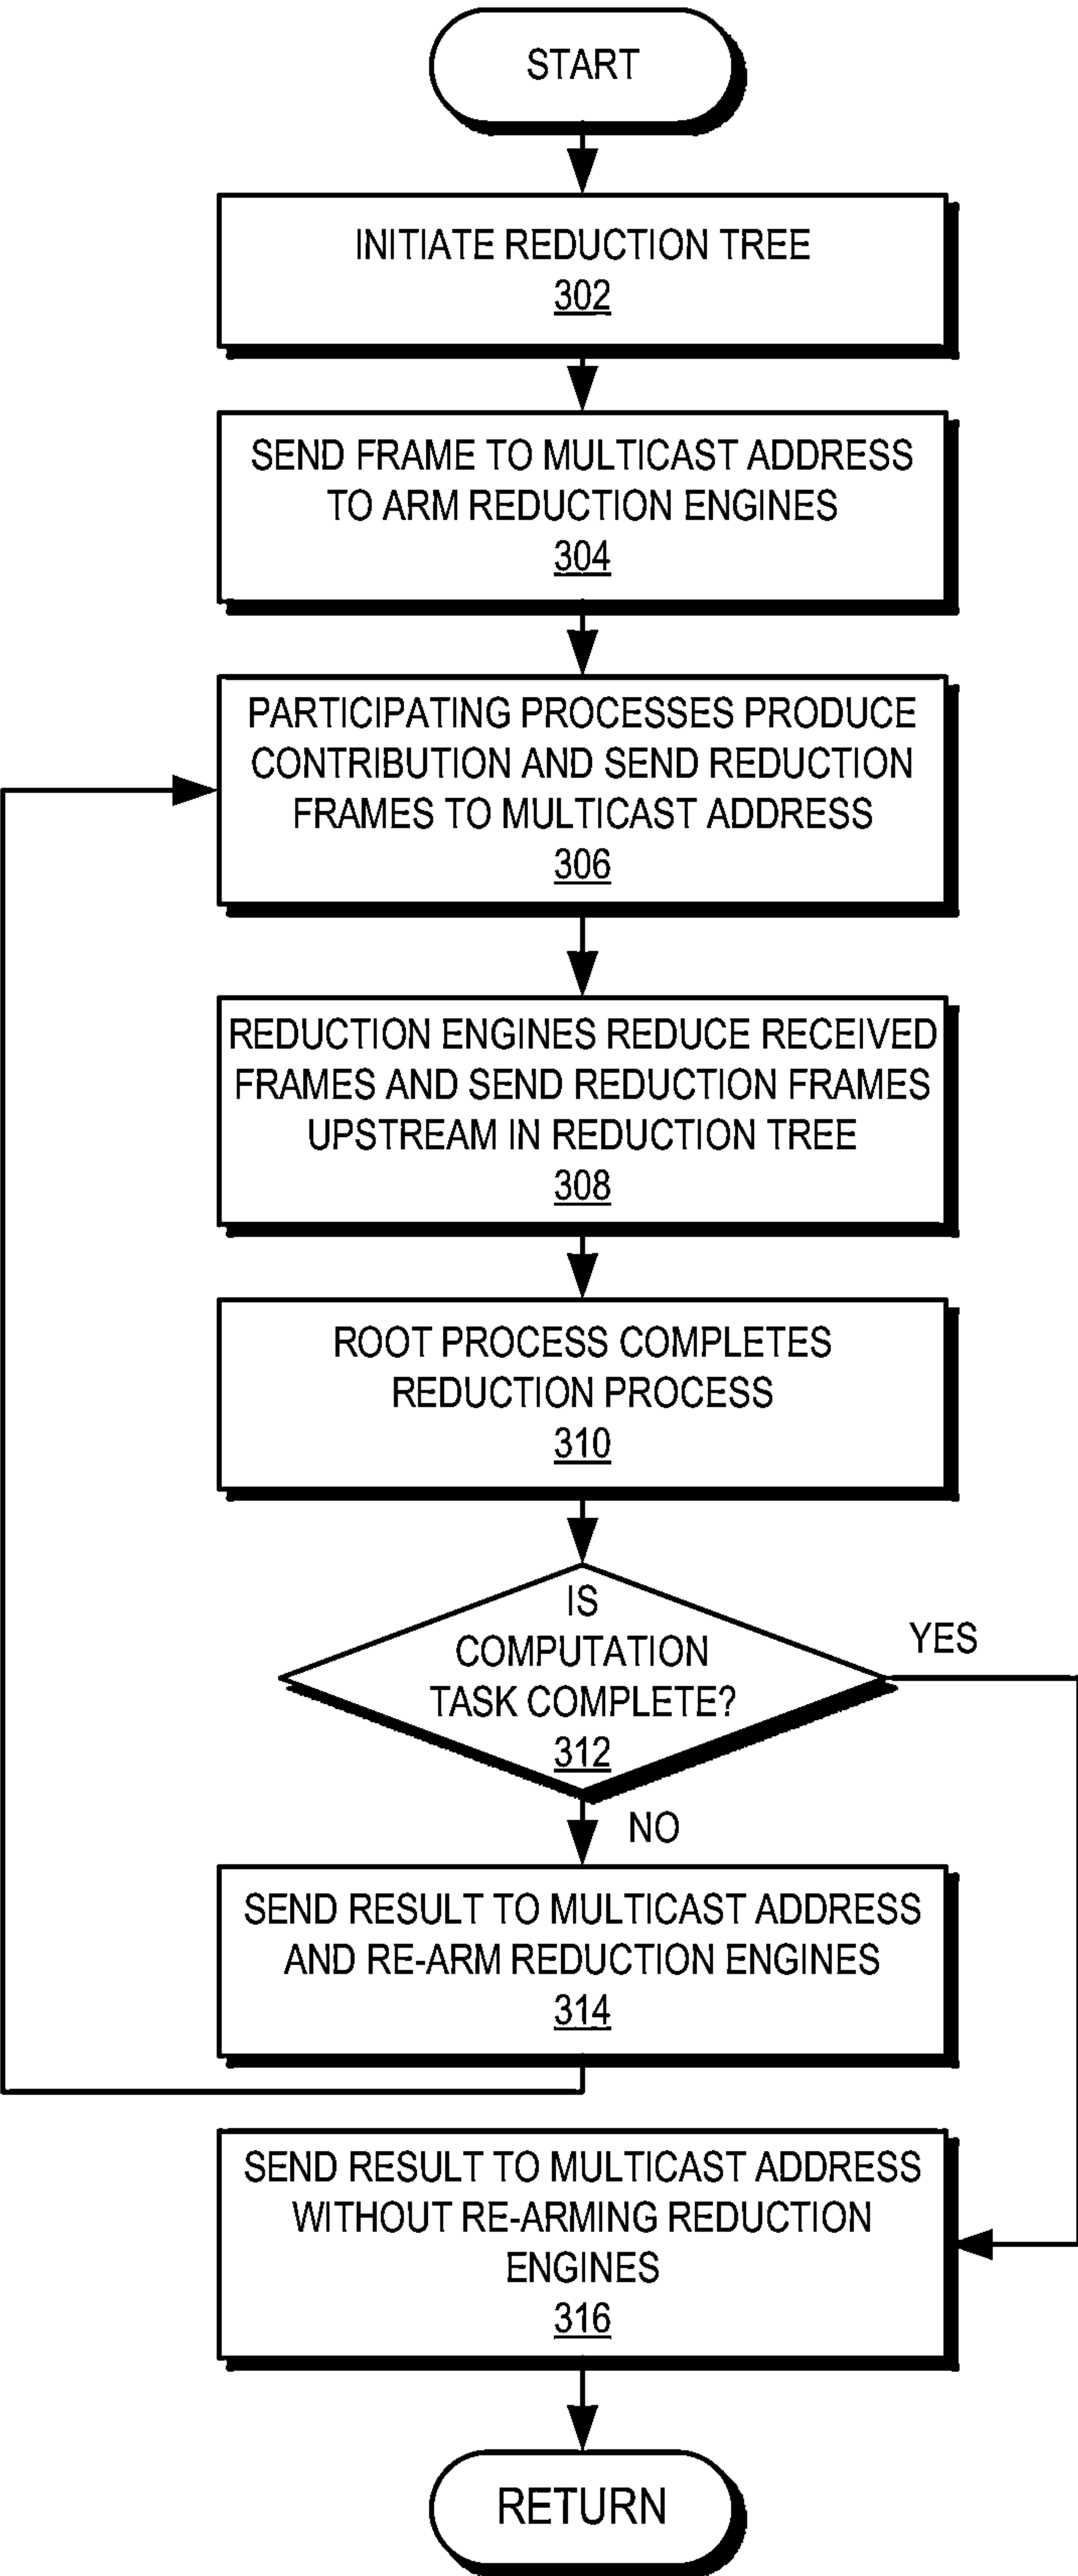 START
INITIATE REDUCTION TREE
302
SEND FRAME TO MULTICAST ADDRESS
TO ARM REDUCTION ENGINES
304
PARTICIPATING PROCESSES PRODUCE
CONTRIBUTION AND SEND REDUCTION
FRAMES TO MULTICAST ADDRESS
306
REDUCTION ENGINES REDUCE RECEIVED
FRAMES AND SEND REDUCTION FRAMES
UPSTREAM IN REDUCTION TREE
308
ROOT PROCESS COMPLETES
REDUCTION PROCESS
310
IS
COMPUTATION
TASK COMPLETE?
312
YES
NO
SEND RESULT TO MULTICAST ADDRESS
AND RE-ARM REDUCTION ENGINES
314
SEND RESULT TO MULTICAST ADDRESS
WITHOUT RE-ARMING REDUCTION
ENGINES
316
RETURN